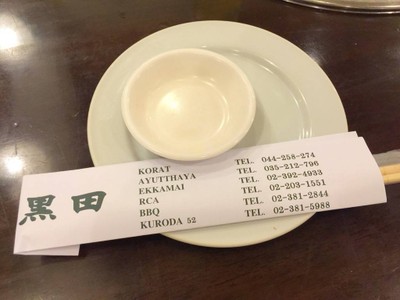 黒田
KORAT TEL. 044-258-274
AYUTTHAYA TEL. 035-212-796
EKKAMAI TEL. 02-392-4933
RCA TEL. 02-203-1551
BBQ TEL. 02-381-2844
KURODA 52 TEL. 02-381-5988